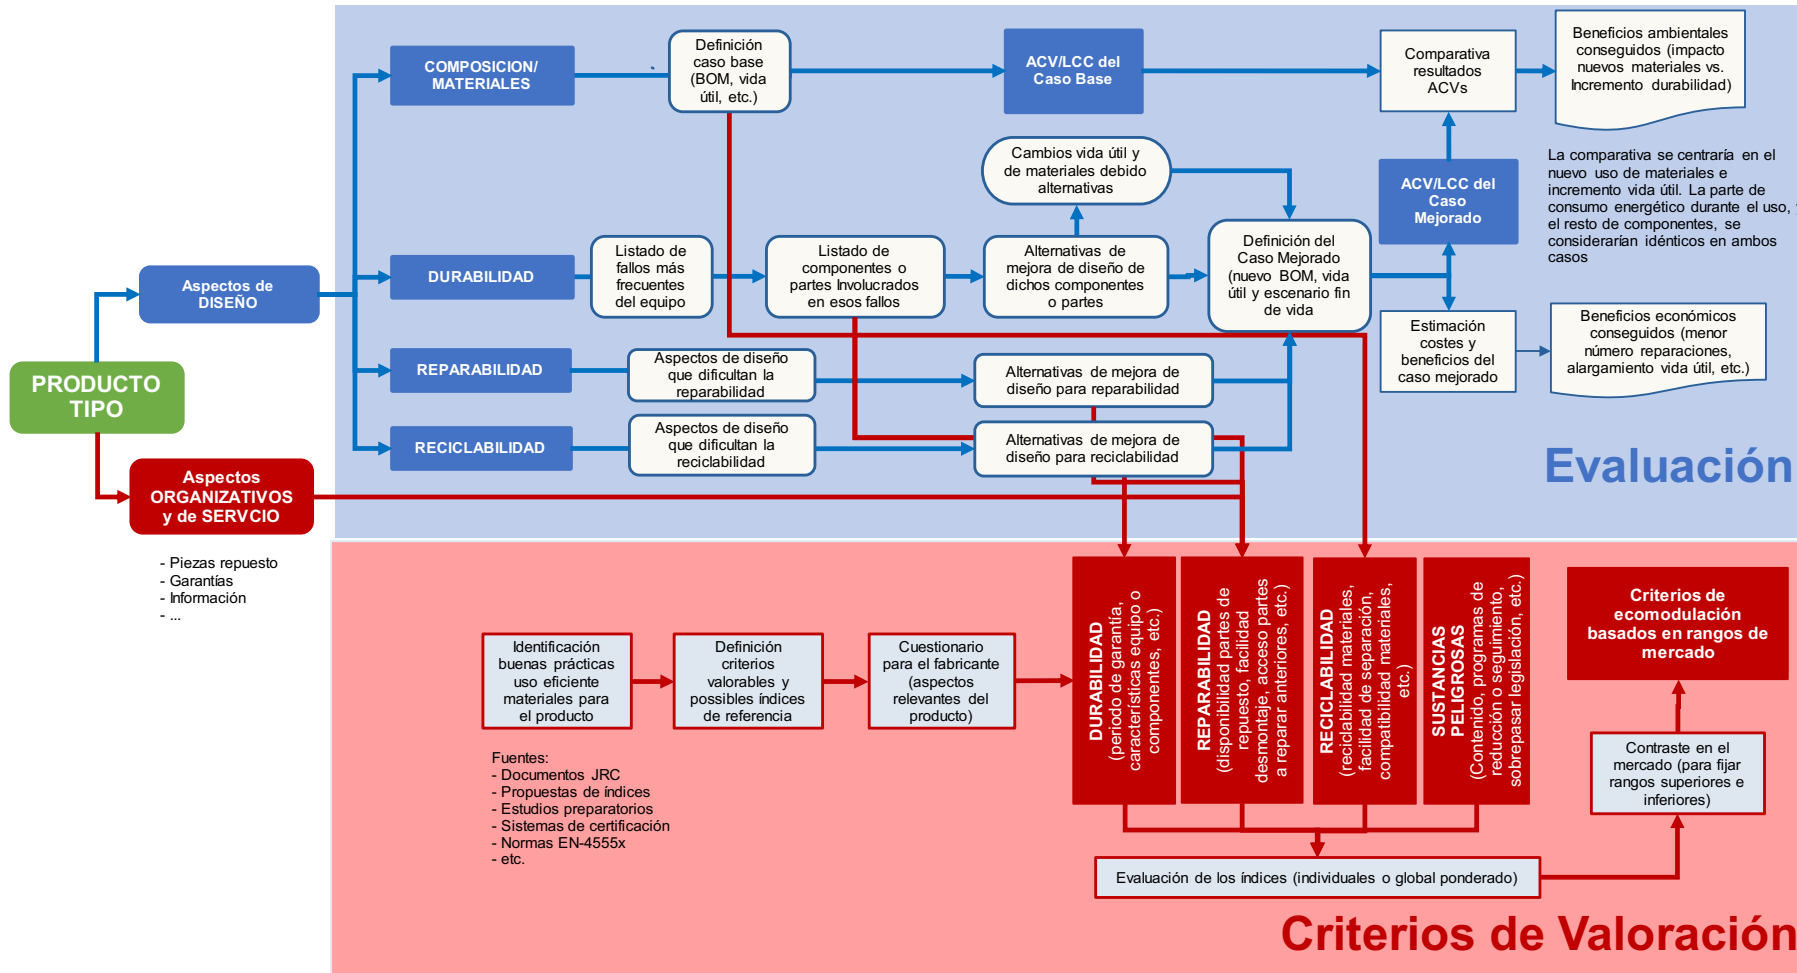 COMPOSICION/
MATERIALES
Definición
caso base
(BOM, vida
útil, etc.)
ACV/LCC del
Caso Base
Comparativa
resultados
ACVs
Beneficios ambientales
conseguidos (impacto
nuevos materiales vs.
Incremento durabilidad)
Cambios vida útil y
de materiales debido
alternativas
ACV/LCC del
Caso
Mejorado
La comparativa se centraría en el
nuevo uso de materiales e
incremento vida útil. La parte de
consumo energético durante el uso, y
el resto de componentes, se
considerarían idénticos en ambos
casos
Aspectos de
DISEÑO
DURABILIDAD
Listado de
fallos más
frecuentes
del equipo
Listado de
componentes o
partes Involucrados
en esos fallos
Alternativas de
mejora de diseño de
dichos componentes
o partes
Definición del
Caso Mejorado
(nuevo BOM, vida
útil y escenario fin
de vida
Estimación
costes y
beneficios del
caso mejorado
Beneficios económicos
conseguidos (menor
número reparaciones,
alargamiento vida útil, etc.)
PRODUCTO
TIPO
REPARABILIDAD
Aspectos de diseño
que dificultan la
reparabilidad
Alternativas de mejora de
diseño para reparabilidad
RECICLABILIDAD
Aspectos de diseño
que dificultan la
reciclabilidad
Alternativas de mejora de
diseño para reciclabilidad
Evaluación
Aspectos
ORGANIZATIVOS
y de SERVCIO
- Piezas repuesto
- Garantías
- Información
- ...
Identificación
buenas prácticas
uso eficiente
materiales para
el producto
Definición
criterios
valorables y
possibles índices
de referencia
Cuestionario
para el fabricante
(aspectos
relevantes del
producto)
DURABILIDAD
(periodo de garantía,
características equipo o
componentes, etc.)
REPARABILIDAD
(disponibilidad partes de
repuesto, facilidad
desmontaje, acceso partes
a reparar anteriores, etc.)
RECICLABILIDAD
(reciclabilidad materiales,
facilidad de separación,
compatibilidad materiales,
etc.)
SUSTANCIAS
PELIGROSAS
(Contenido, programas de
reducción o seguimiento,
sobrepasar legislación, etc.)
Criterios de
ecomodulación
basados en rangos de
mercado
Contraste en el
mercado (para fijar
rangos superiores e
inferiores)
Fuentes:
- Documentos JRC
- Propuestas de índices
- Estudios preparatorios
- Sistemas de certificación
- Normas EN-4555x
- etc.
Evaluación de los índices (individuales o global ponderado)
Criterios de Valoración